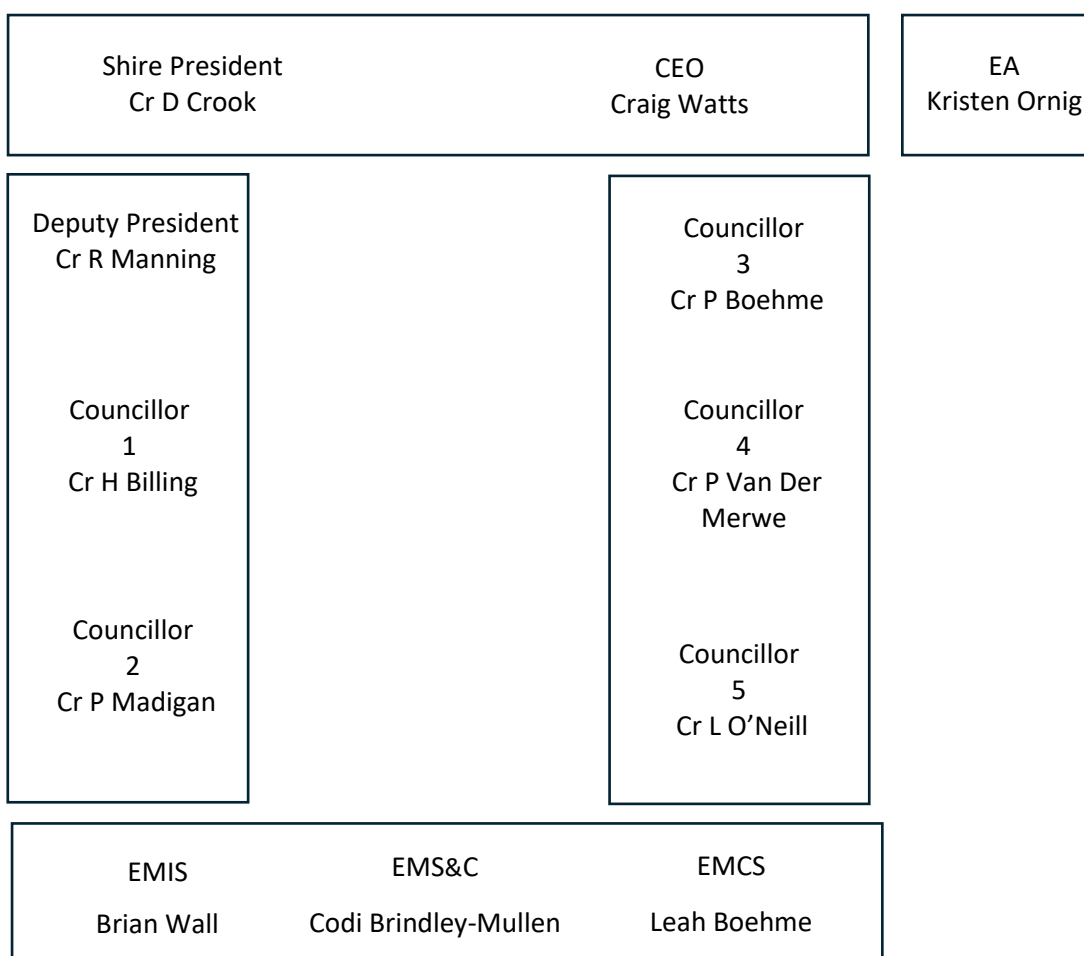 Shire President
Cr D Crook
CEO
Craig Watts
EA
Kristen Ornig
Deputy President
Cr R Manning
Councillor
1
Cr H Billing
Councillor
2
Cr P Madigan
Councillor
3
Cr P Boehme
Councillor
4
Cr P Van Der
Merwe
Councillor
5
Cr L O’Neill
EMIS
Brian Wall
EMS&C
Codi Brindley-Mullen
EMCS
Leah Boehme